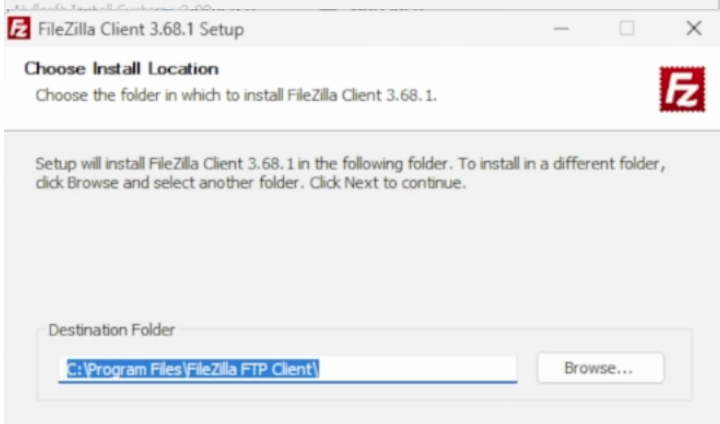 FileZilla Client 3.68.1 Setup
Choose Install Location
Choose the folder in which to install FileZilla Client 3.68.1.
Fz
Setup will install FileZilla Client 3.68.1 in the following folder. To install in a different folder,
click Browse and select another folder. Click Next to continue.
Destination Folder
C:\Program Files\FileZilla FTP Client\
Browse...